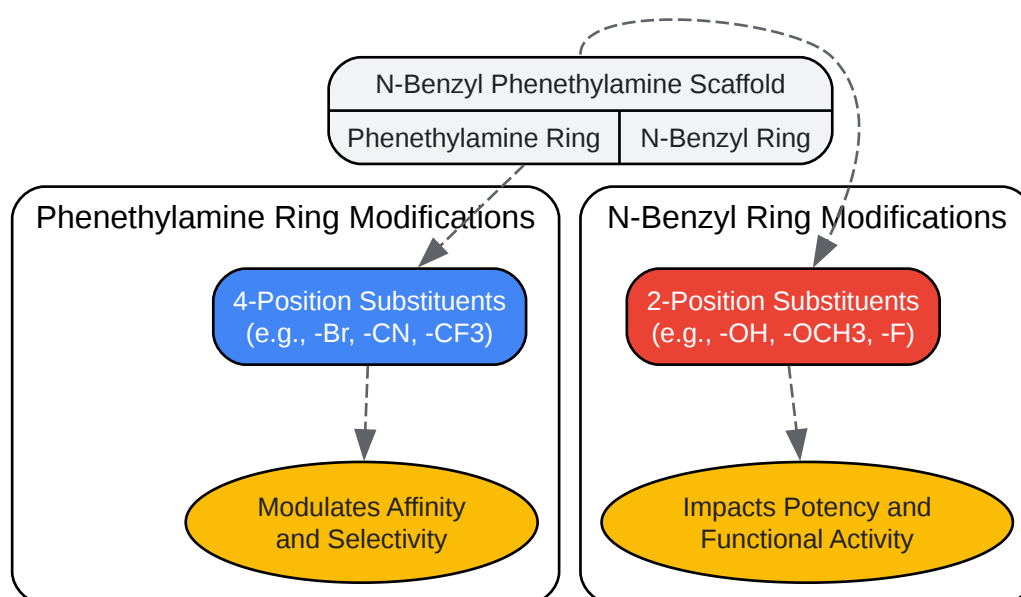 N-Benzyl Phenethylamine Scaffold
Phenethylamine Ring
N-Benzyl Ring
Phenethylamine Ring Modifications
4-Position Substituents
(e.g., -Br, -CN, -CF3)
Modulates Affinity
and Selectivity
N-Benzyl Ring Modifications
2-Position Substituents
(e.g., -OH, -OCH3, -F)
Impacts Potency and
Functional Activity